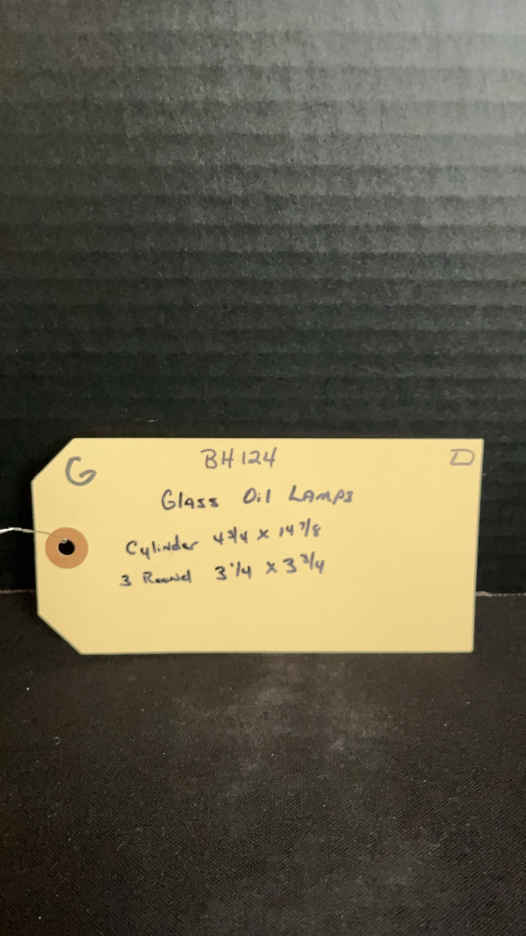 G BH124 D
Glass Oil Lamps
Cylinder 4 3/4 x 14 7/8
3 Round 3 1/4 x 3 3/4